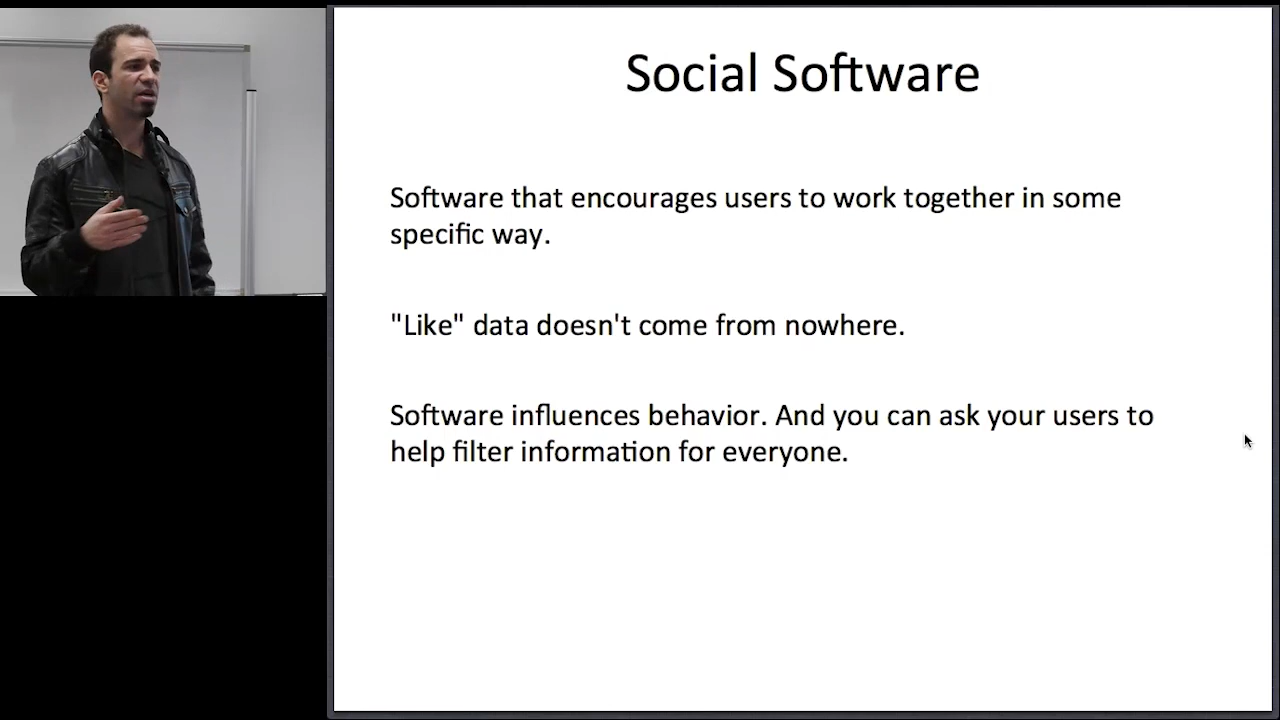 Social Software
Software that encourages users to work together in some
specific way.
"Like" data doesn't come from nowhere.
Software influences behavior. And you can ask your users to
help filter information for everyone.